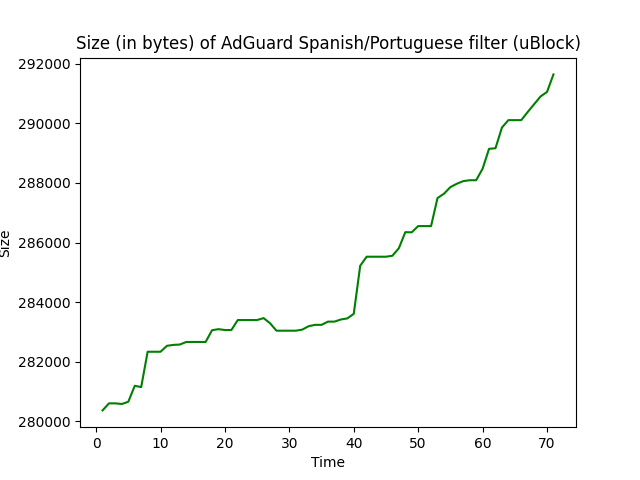 Size (in bytes) of AdGuard Spanish/Portuguese filter (uBlock)
292000
290000
288000
286000
284000
282000
280000
Size
0 10 20 30 40 50 60 70
Time